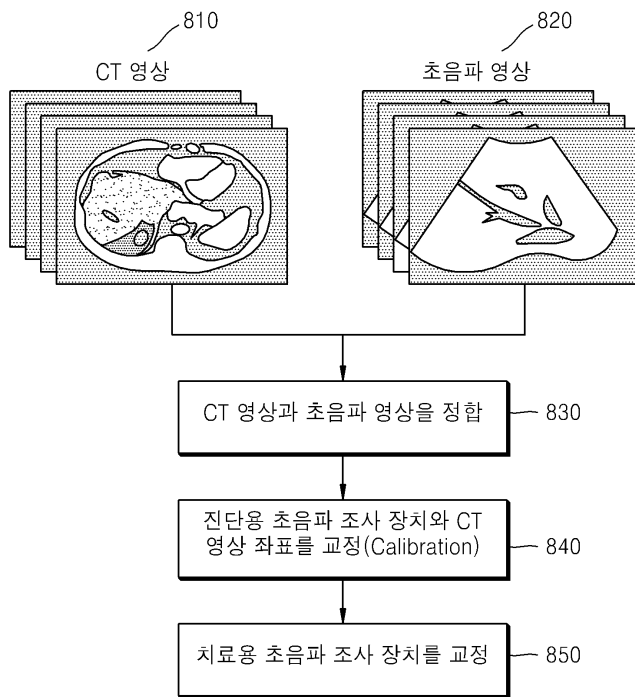 810
CT 영상
820
초음파 영상
CT 영상과 초음파 영상을 정합
830
진단용 초음파 조사 장치와 CT
영상 좌표를 교정(Calibration)
840
치료용 초음파 조사 장치를 교정
850